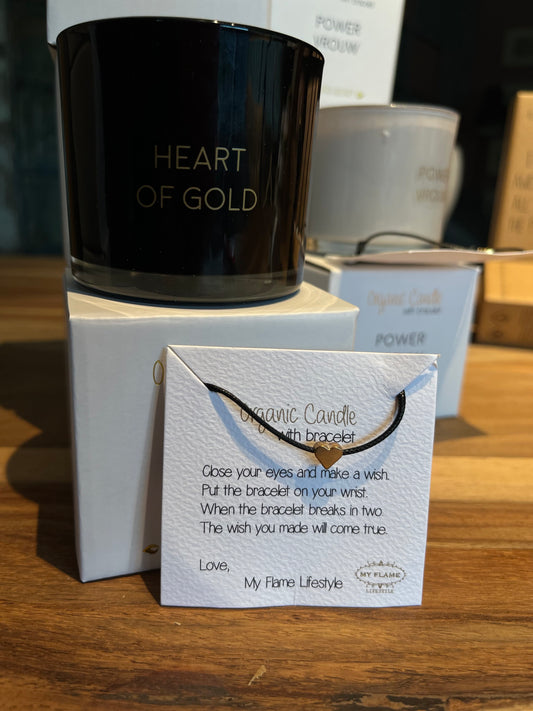 POWER
VROUW
HEART
OF GOLD
POWER
VROUW
Organic Candle
with bracelet
POWER
Organic Candle
with bracelet
Close your eyes and make a wish.
Put the bracelet on your wrist.
When the bracelet breaks in two
The wish you made will come true.
Love,
My Flame Lifestyle
MY FLAME
LIFESTYLE